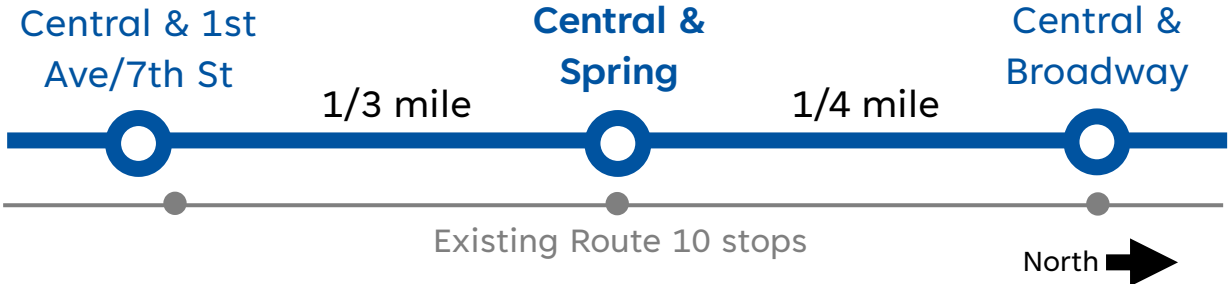 Central & 1st
Ave/7th St
Central &
Spring
Central &
Broadway
1/3 mile
1/4 mile
Existing Route 10 stops
North